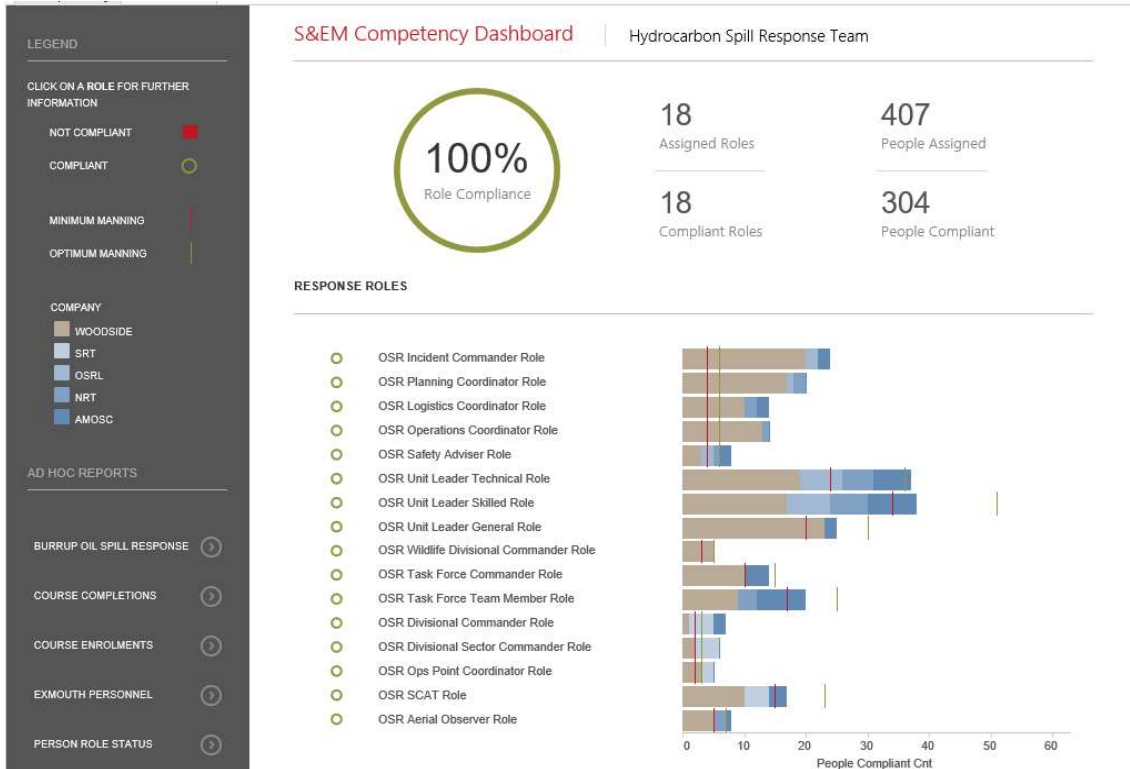 LEGEND
CLICK ON A ROLE FOR FURTHER
INFORMATION
NOT COMPLIANT
COMPLIANT
MINIMUM MANNING
OPTIMUM MANNING
COMPANY
WOODSIDE
SRT
OSRL
NRT
AMOSC
AD HOC REPORTS
BURRUP OIL SPILL RESPONSE
COURSE COMPLETIONS
COURSE ENROLMENTS
EXMOUTH PERSONNEL
PERSON ROLE STATUS
S&EM Competency Dashboard Hydrocarbon Spill Response Team
100%
Role Compliance
18
Assigned Roles
407
People Assigned
18
Compliant Roles
304
People Compliant
RESPONSE ROLES
OSR Incident Commander Role
OSR Planning Coordinator Role
OSR Logistics Coordinator Role
OSR Operations Coordinator Role
OSR Safety Adviser Role
OSR Unit Leader Technical Role
OSR Unit Leader Skilled Role
OSR Unit Leader General Role
OSR Wildlife Divisional Commander Role
OSR Task Force Commander Role
OSR Task Force Team Member Role
OSR Divisional Commander Role
OSR Divisional Sector Commander Role
OSR Ops Point Coordinator Role
OSR SCAT Role
OSR Aerial Observer Role
0 10 20 30 40 50 60
People Compliant Cnt